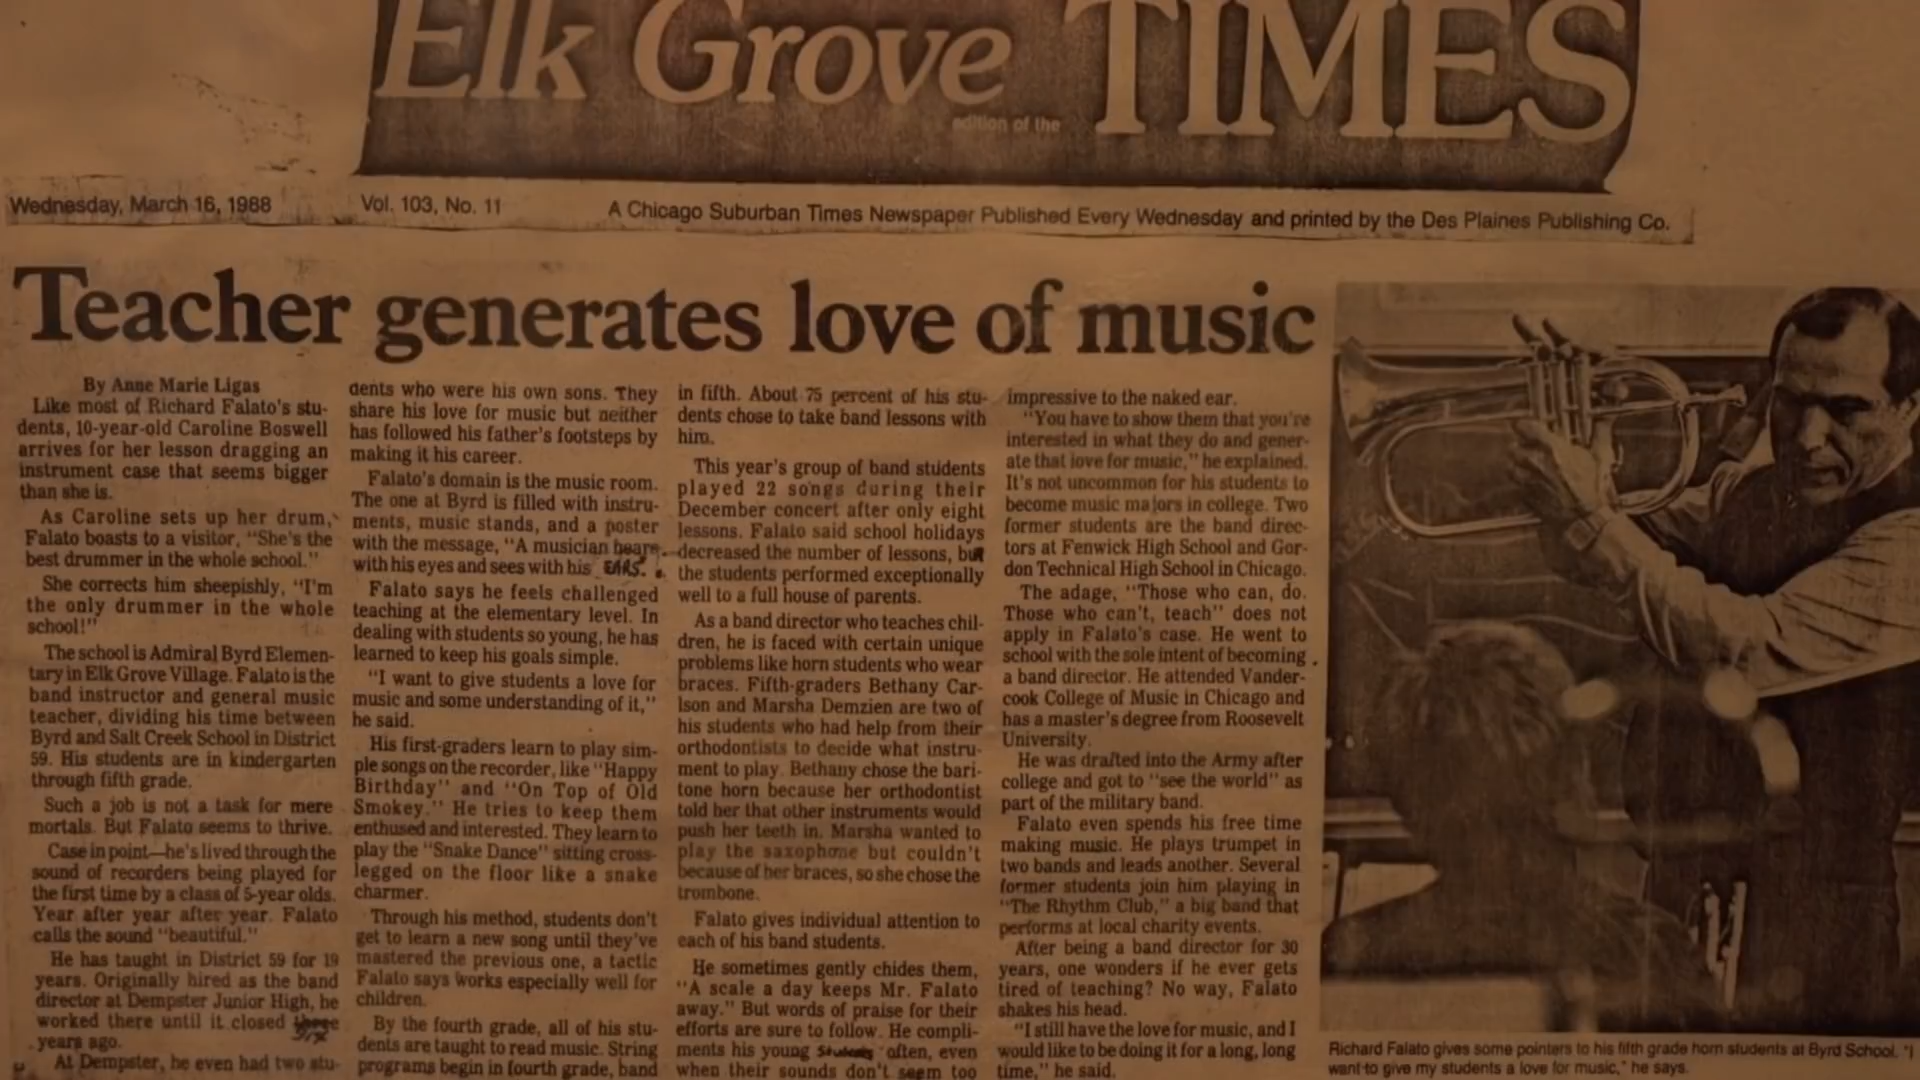 Elk Grove TIMES
edition of the
Wednesday, March 16, 1988
Vol. 103, No. 11
A Chicago Suburban Times Newspaper Published Every Wednesday and printed by the Des Plaines Publishing Co.
Teacher generates love of music
By Anne Marie Ligas
Like most of Richard Falato's stu-
dents, 10-year-old Caroline Boswell
arrives for her lesson dragging an
instrument case that seems bigger
than she is.
As Caroline sets up her drum,
Falato boasts to a visitor, "She's the
best drummer in the whole school."
She corrects him sheepishly, "I'm
the only drummer in the whole
school!"
The school is Admiral Byrd Elemen-
tary in Elk Grove Village. Falato is the
band instructor and general music
teacher, dividing his time between
Byrd and Salt Creek School in District
59. His students are in kindergarten
through fifth grade.
Such a job is not a task for mere
mortals. But Falato seems to thrive.
Case in point—he's lived through the
sound of recorders being played for
the first time by a class of 5-year olds.
Year after year after year. Falato
calls the sound "beautiful."
He has taught in District 59 for 19
years. Originally hired as the band
director at Dempster Junior High, he
worked there until it closed
years ago.
At Dempster, he even had two stu-
dents who were his own sons. They
share his love for music but neither
has followed his father's footsteps by
making it his career.
Falato's domain is the music room.
The one at Byrd is filled with instru-
ments, music stands, and a poster
with the message, "A musician hears
with his eyes and sees with his EARS.
Falato says he feels challenged
teaching at the elementary level. In
dealing with students so young, he has
learned to keep his goals simple.
"I want to give students a love for
music and some understanding of it,"
he said.
His first-graders learn to play sim-
ple songs on the recorder, like "Happy
Birthday" and "On Top of Old
Smokey." He tries to keep them
enthused and interested. They learn to
play the "Snake Dance" sitting cross-
legged on the floor like a snake
charmer.
Through his method, students don't
get to learn a new song until they've
mastered the previous one, a tactic
Falato says works especially well for
children.
By the fourth grade, all of his stu-
dents are taught to read music. String
programs begin in fourth grade, band
in fifth. About 75 percent of his stu-
dents chose to take band lessons with
him.
This year's group of band students
played 22 songs during their
December concert after only eight
lessons. Falato said school holidays
decreased the number of lessons, but
the students performed exceptionally
well to a full house of parents.
As a band director who teaches chil-
dren, he is faced with certain unique
problems like horn students who wear
braces. Fifth-graders Bethany Car-
lson and Marsha Demzien are two of
his students who had help from their
orthodontists to decide what instru-
ment to play. Bethany chose the bari-
tone horn because her orthodontist
told her that other instruments would
push her teeth in. Marsha wanted to
play the saxophone but couldn't
because of her braces, so she chose the
trombone.
Falato gives individual attention to
each of his band students.
He sometimes gently chides them,
"A scale a day keeps Mr. Falato
away." But words of praise for their
efforts are sure to follow. He compli-
ments his young students often, even
when their sounds don't seem too
impressive to the naked ear.
"You have to show them that you're
interested in what they do and gener-
ate that love for music," he explained.
It's not uncommon for his students to
become music majors in college. Two
former students are the band direc-
tors at Fenwick High School and Gor-
don Technical High School in Chicago.
The adage, "Those who can, do.
Those who can't, teach" does not
apply in Falato's case. He went to
school with the sole intent of becoming
a band director. He attended Vander-
cook College of Music in Chicago and
has a master's degree from Roosevelt
University.
He was drafted into the Army after
college and got to "see the world" as
part of the military band.
Falato even spends his free time
making music. He plays trumpet in
two bands and leads another. Several
former students join him playing in
"The Rhythm Club," a big band that
performs at local charity events.
After being a band director for 30
years, one wonders if he ever gets
tired of teaching? No way, Falato
shakes his head.
"I still have the love for music, and I
would like to be doing it for a long, long
time," he said.
Richard Falato gives some pointers to his fifth grade horn students at Byrd School. "I
want to give my students a love for music," he says.